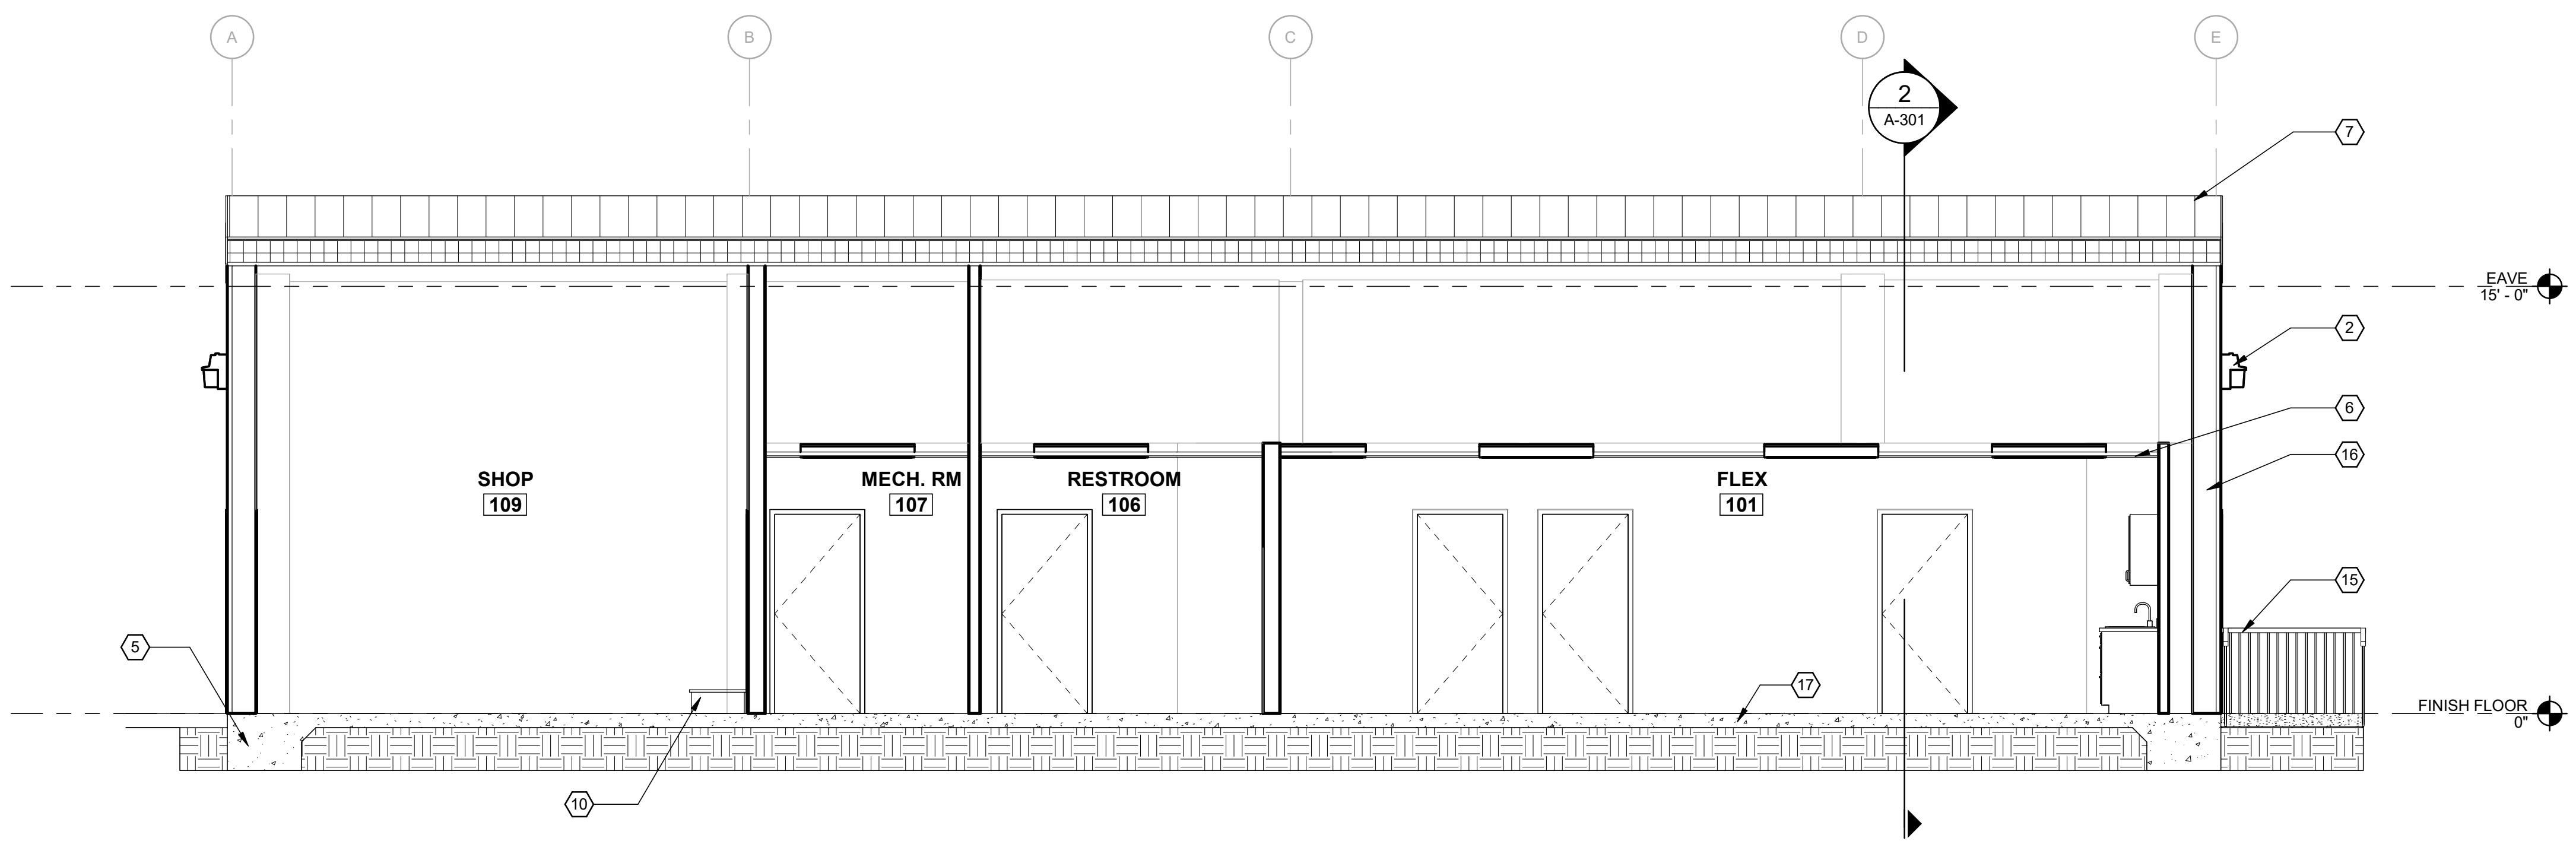 A
B
C
D
E
2
A-301
7
EAVE
15' - 0"
2
6
16
SHOP
109
MECH. RM
107
RESTROOM
106
FLEX
101
15
5
17
FINISH FLOOR
0"
10